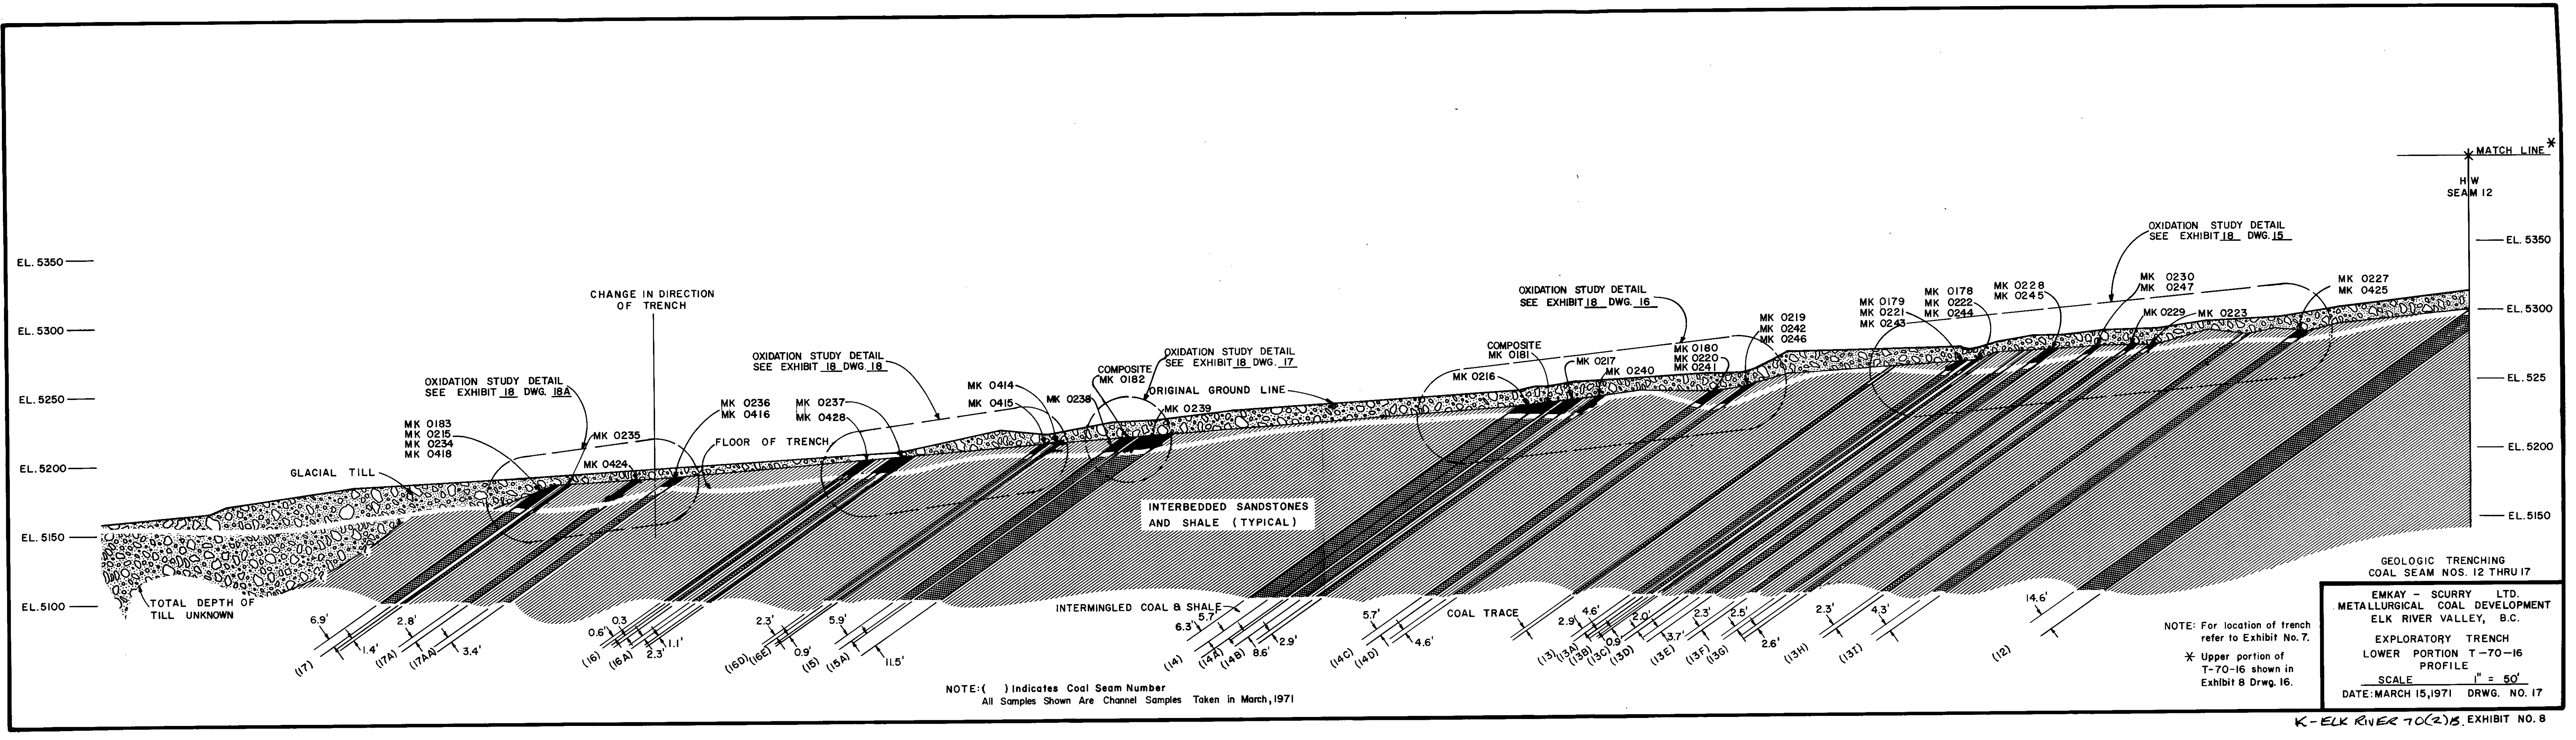 MATCH LINE *
HW
SEAM 12
EL. 5350
EL. 5300
EL. 5250
EL. 5200
EL. 5150
EL. 5100
EL. 5350
EL. 5300
EL. 525
EL. 5200
EL. 5150
CHANGE IN DIRECTION
OF TRENCH
OXIDATION STUDY DETAIL
SEE EXHIBIT 18 DWG. 18A
MK 0183
MK 0215
MK 0234
MK 0418
MK 0235
MK 0424
GLACIAL TILL
MK 0236
MK 0416
FLOOR OF TRENCH
MK 0237
MK 0428
OXIDATION STUDY DETAIL
SEE EXHIBIT 18 DWG. 18
MK 0414
MK 0415
MK 0238
COMPOSITE
MK 0182
OXIDATION STUDY DETAIL
SEE EXHIBIT 18 DWG. 17
MK 0239
ORIGINAL GROUND LINE
OXIDATION STUDY DETAIL
SEE EXHIBIT 18 DWG. 16
COMPOSITE
MK 0181
MK 0216
MK 0217
MK 0240
MK 0180
MK 0220
MK 0241
MK 0219
MK 0242
MK 0246
MK 0179
MK 0221
MK 0243
MK 0178
MK 0222
MK 0244
MK 0228
MK 0245
OXIDATION STUDY DETAIL
SEE EXHIBIT 18 DWG. 15
MK 0230
MK 0247
MK 0229
MK 0223
MK 0227
MK 0425
INTERBEDDED SANDSTONES
AND SHALE (TYPICAL)
TOTAL DEPTH OF
TILL UNKNOWN
INTERMINGLED COAL & SHALE
COAL TRACE
6.9'
1.4'
2.8'
3.4'
0.6'
0.3
2.3'
1.1'
2.3'
0.9'
5.9'
11.5'
6.3'
5.7'
8.6'
2.9'
5.7'
4.6'
2.9'
4.6'
0.9'
2.0'
3.7'
2.3'
2.5'
2.6'
2.3'
4.3'
14.6'
(17)
(17A)
(17AA)
(16)
(16A)
(16D)
(16E)
(15)
(15A)
(14)
(14A)
(14B)
(14C)
(14D)
(13)
(13A)
(13B)
(13C)
(13D)
(13E)
(13F)
(13G)
(13H)
(13I)
(12)
NOTE: ( ) Indicates Coal Seam Number
All Samples Shown Are Channel Samples Taken in March, 1971
NOTE: For location of trench
refer to Exhibit No. 7.
* Upper portion of
T-70-16 shown in
Exhibit 8 Drwg. 16.
GEOLOGIC TRENCHING
COAL SEAM NOS. 12 THRU 17
EMKAY - SCURRY LTD.
METALLURGICAL COAL DEVELOPMENT
ELK RIVER VALLEY, B.C.
EXPLORATORY TRENCH
LOWER PORTION T-70-16
PROFILE
SCALE 1" = 50'
DATE: MARCH 15, 1971 DRWG. NO. 17
K-ELK RIVER 70(2)B. EXHIBIT NO. 8